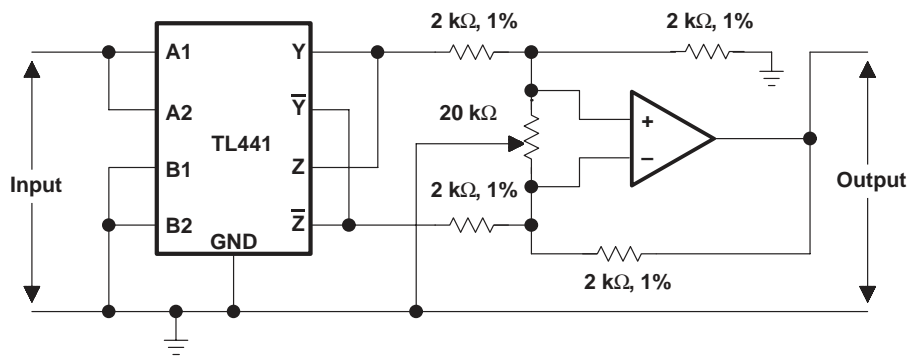 2 kΩ, 1%
2 kΩ, 1%
A1
Y
A2
Y̅
20 kΩ
+
TL441
B1
Z
−
Input
2 kΩ, 1%
Output
B2
Z̅
GND
2 kΩ, 1%